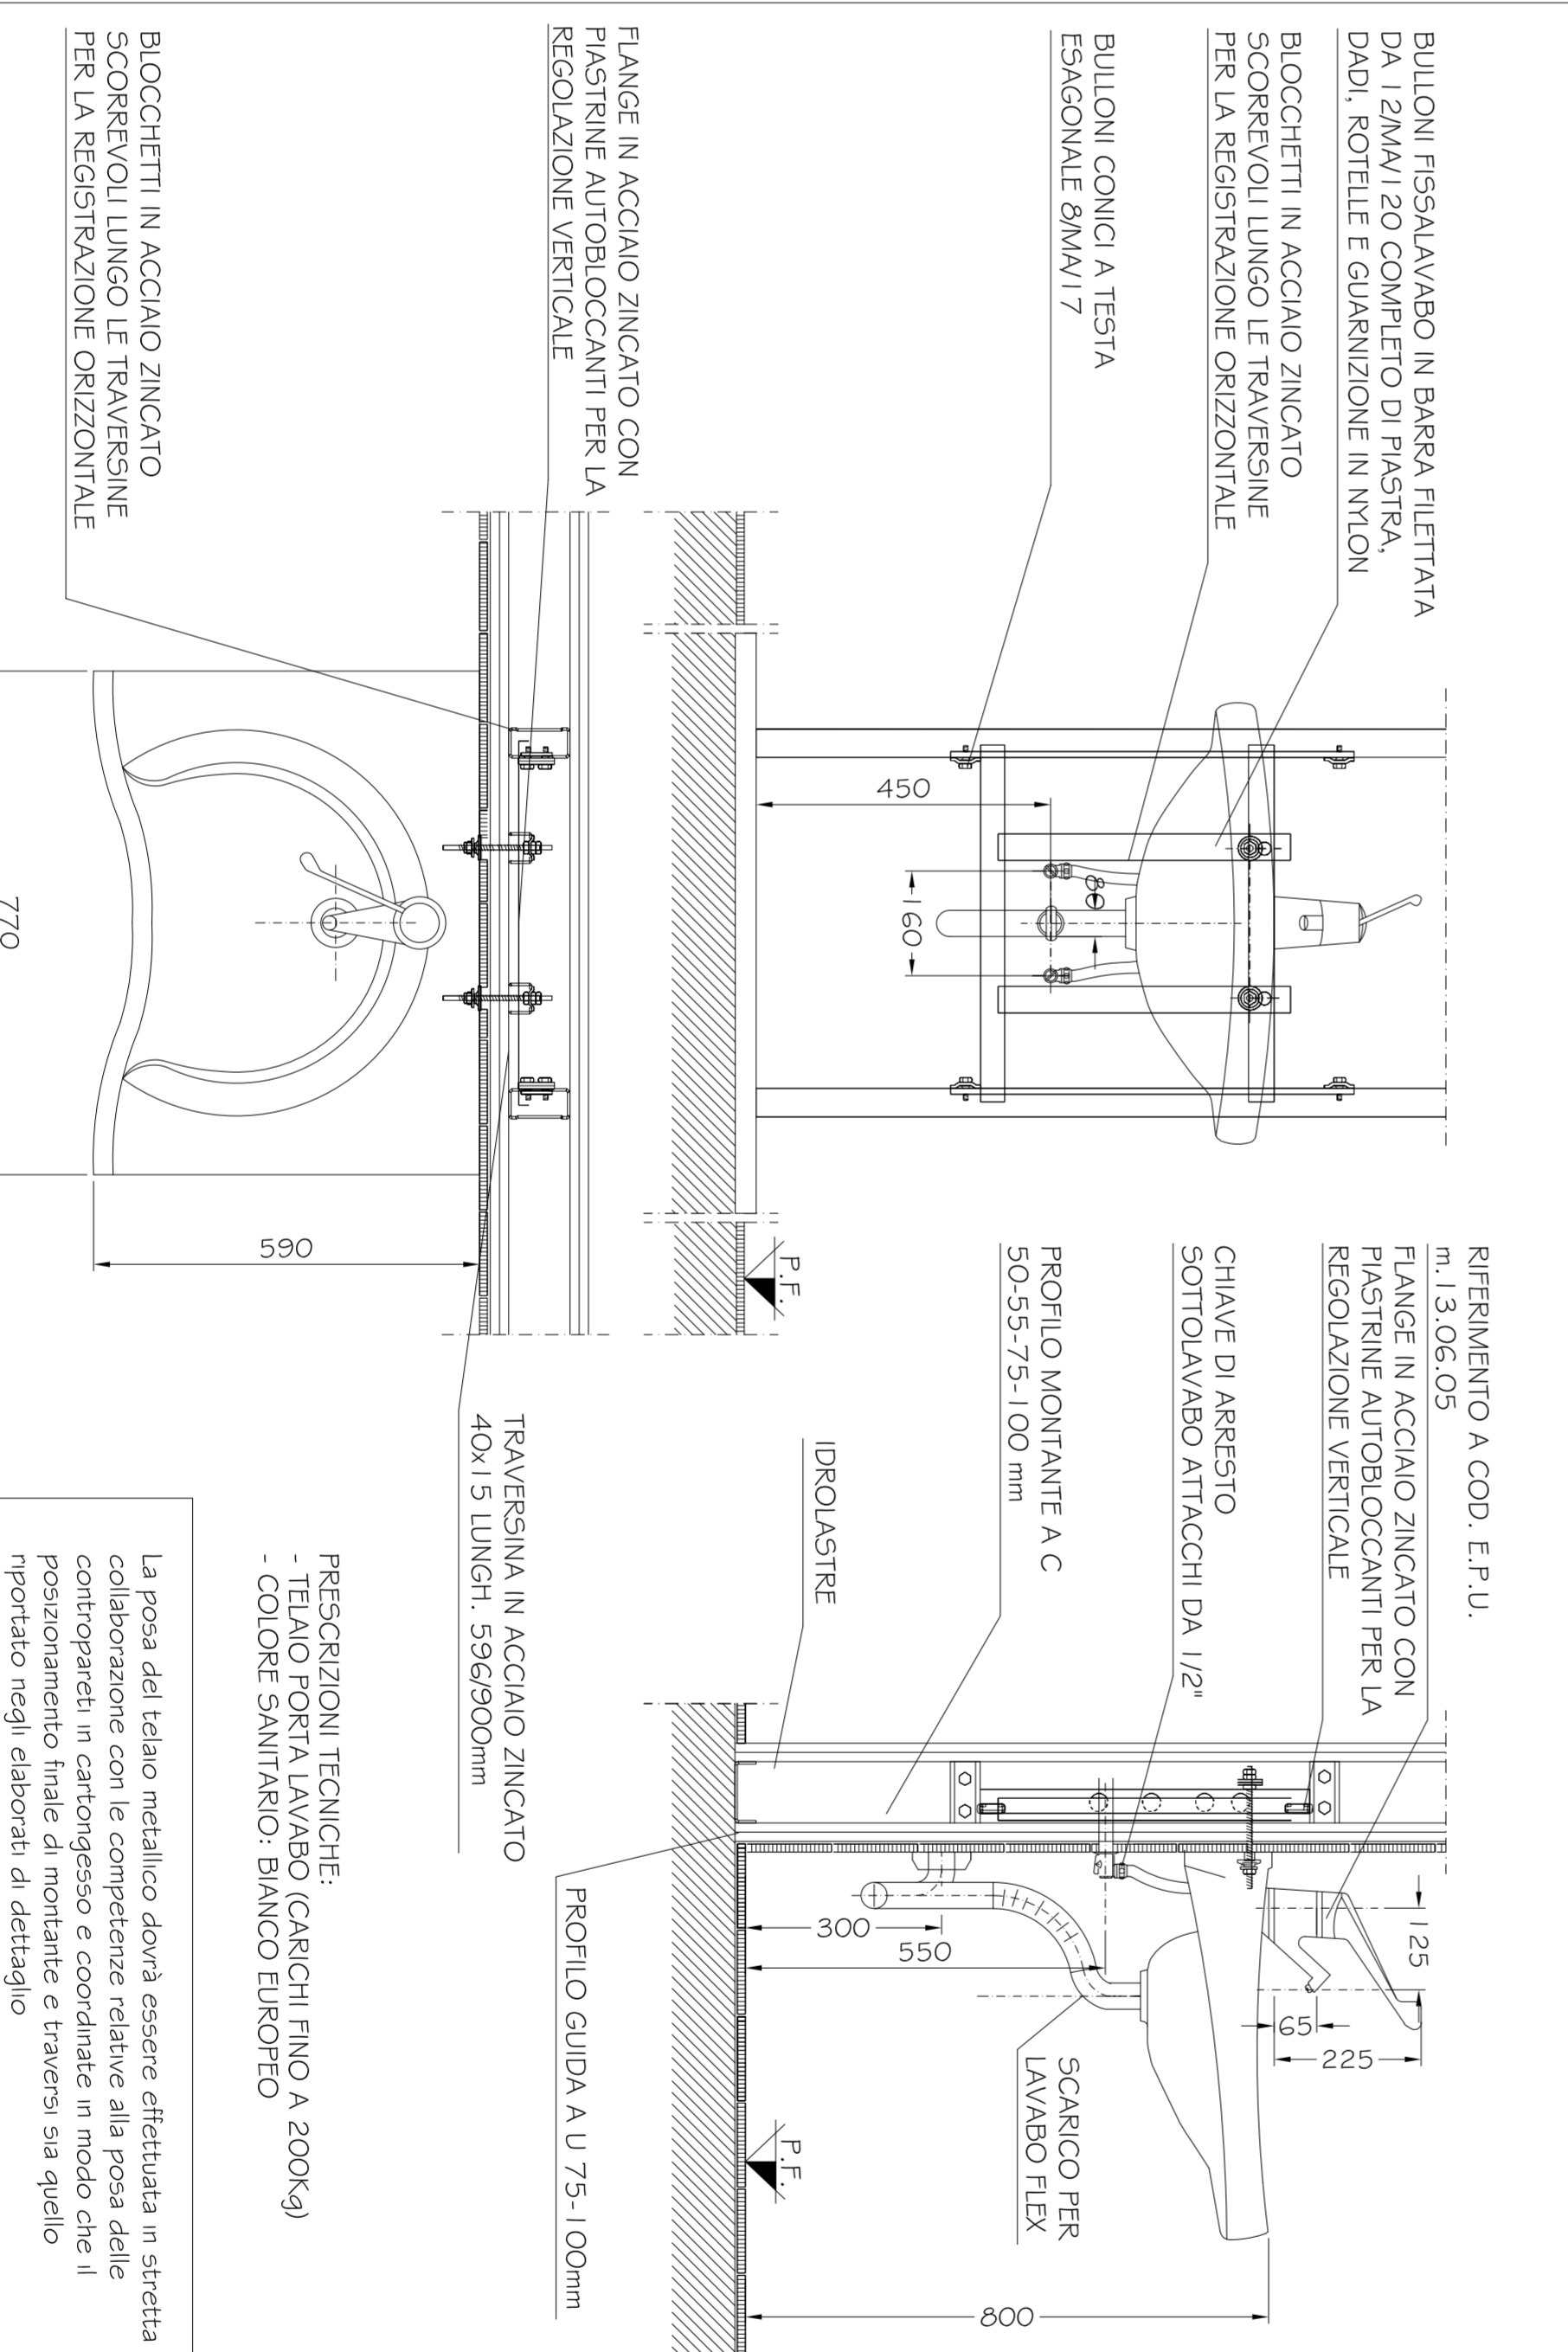 BULLONI FISSALAVABO IN BARRA FILETTATA
DA 12/MA/120 COMPLETO DI PIASTRA,
DADI, ROTELLE E GUARNIZIONE IN NYLON
BLOCCHETTI IN ACCIAIO ZINCATO
SCORREVOLI LUNGO LE TRAVERSINE
PER LA REGISTRAZIONE ORIZZONTALE
BULLONI CONICI A TESTA
ESAGONALE 8/MA/17
450
80
160
P.F.
RIFERIMENTO A COD. E.P.U.
m.13.06.05
FLANGE IN ACCIAIO ZINCATO CON
PIASTRINE AUTOBLOCCANTI PER LA
REGOLAZIONE VERTICALE
CHIAVE DI ARRESTO
SOTTOLAVABO ATTACCHI DA 1/2"
PROFILO MONTANTE A C
50-55-75-100 mm
IDROLASTRE
125
65
225
SCARICO PER
LAVABO FLEX
300
550
800
P.F.
PROFILO GUIDA A U 75-100mm
FLANGE IN ACCIAIO ZINCATO CON
PIASTRINE AUTOBLOCCANTI PER LA
REGOLAZIONE VERTICALE
BLOCCHETTI IN ACCIAIO ZINCATO
SCORREVOLI LUNGO LE TRAVERSINE
PER LA REGISTRAZIONE ORIZZONTALE
590
770
TRAVERSINA IN ACCIAIO ZINCATO
40x15 LUNGH. 596/900mm
PRESCRIZIONI TECNICHE:
- TELAIO PORTA LAVABO (CARICHI FINO A 200Kg)
- COLORE SANITARIO: BIANCO EUROPEO
La posa del telaio metallico dovrà essere effettuata in stretta
collaborazione con le competenze relative alla posa delle
contropareti in cartongesso e coordinate in modo che il
posizionamento finale di montante e traversi sia quello
riportato negli elaborati di dettaglio